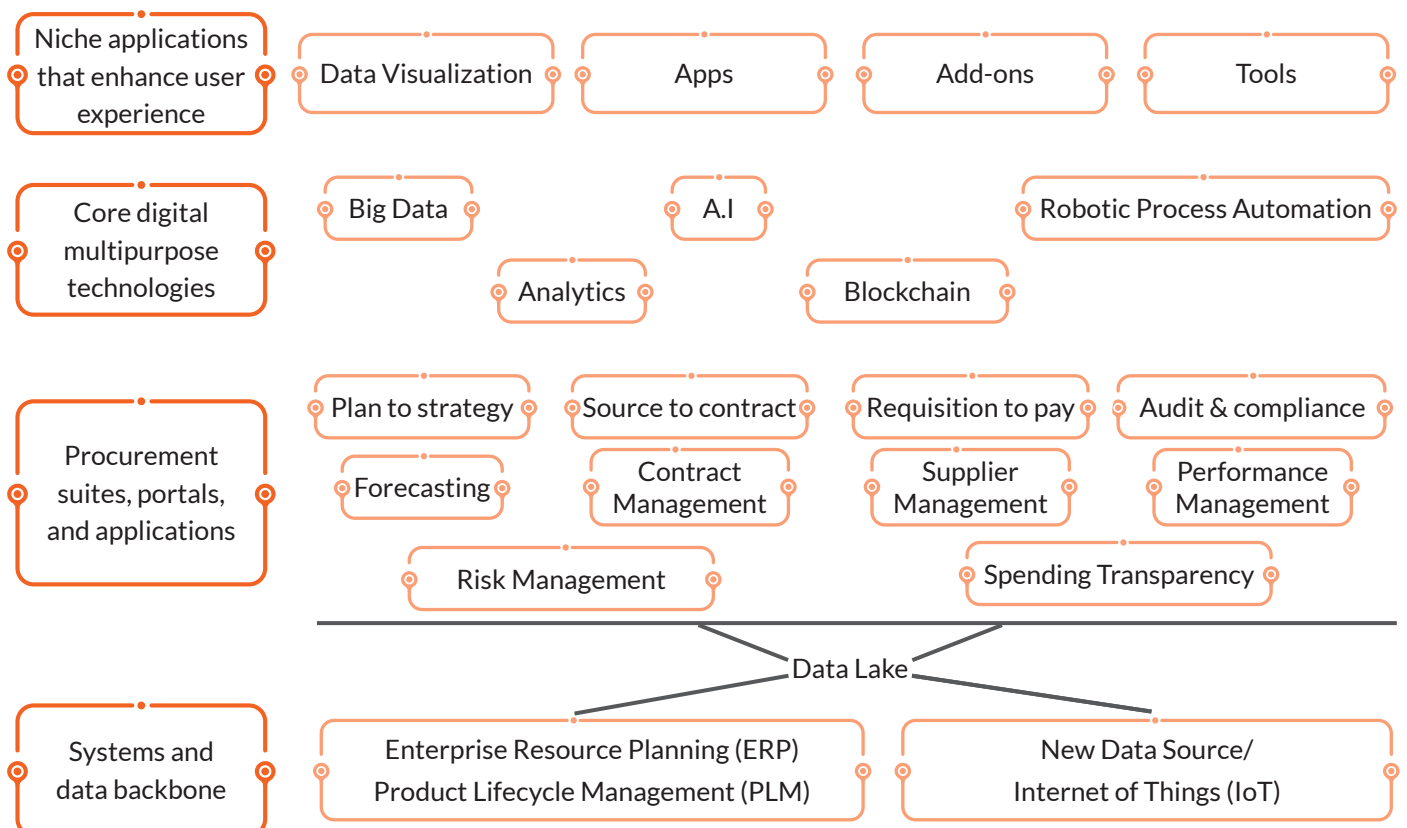 Niche applications
that enhance user
experience
Data Visualization
Apps
Add-ons
Tools
Core digital
multipurpose
technologies
Big Data
A.I
Robotic Process Automation
Analytics
Blockchain
Procurement
suites, portals,
and applications
Plan to strategy
Source to contract
Requisition to pay
Audit & compliance
Forecasting
Contract
Management
Supplier
Management
Performance
Management
Risk Management
Spending Transparency
Data Lake
Systems and
data backbone
Enterprise Resource Planning (ERP)
Product Lifecycle Management (PLM)
New Data Source/
Internet of Things (IoT)